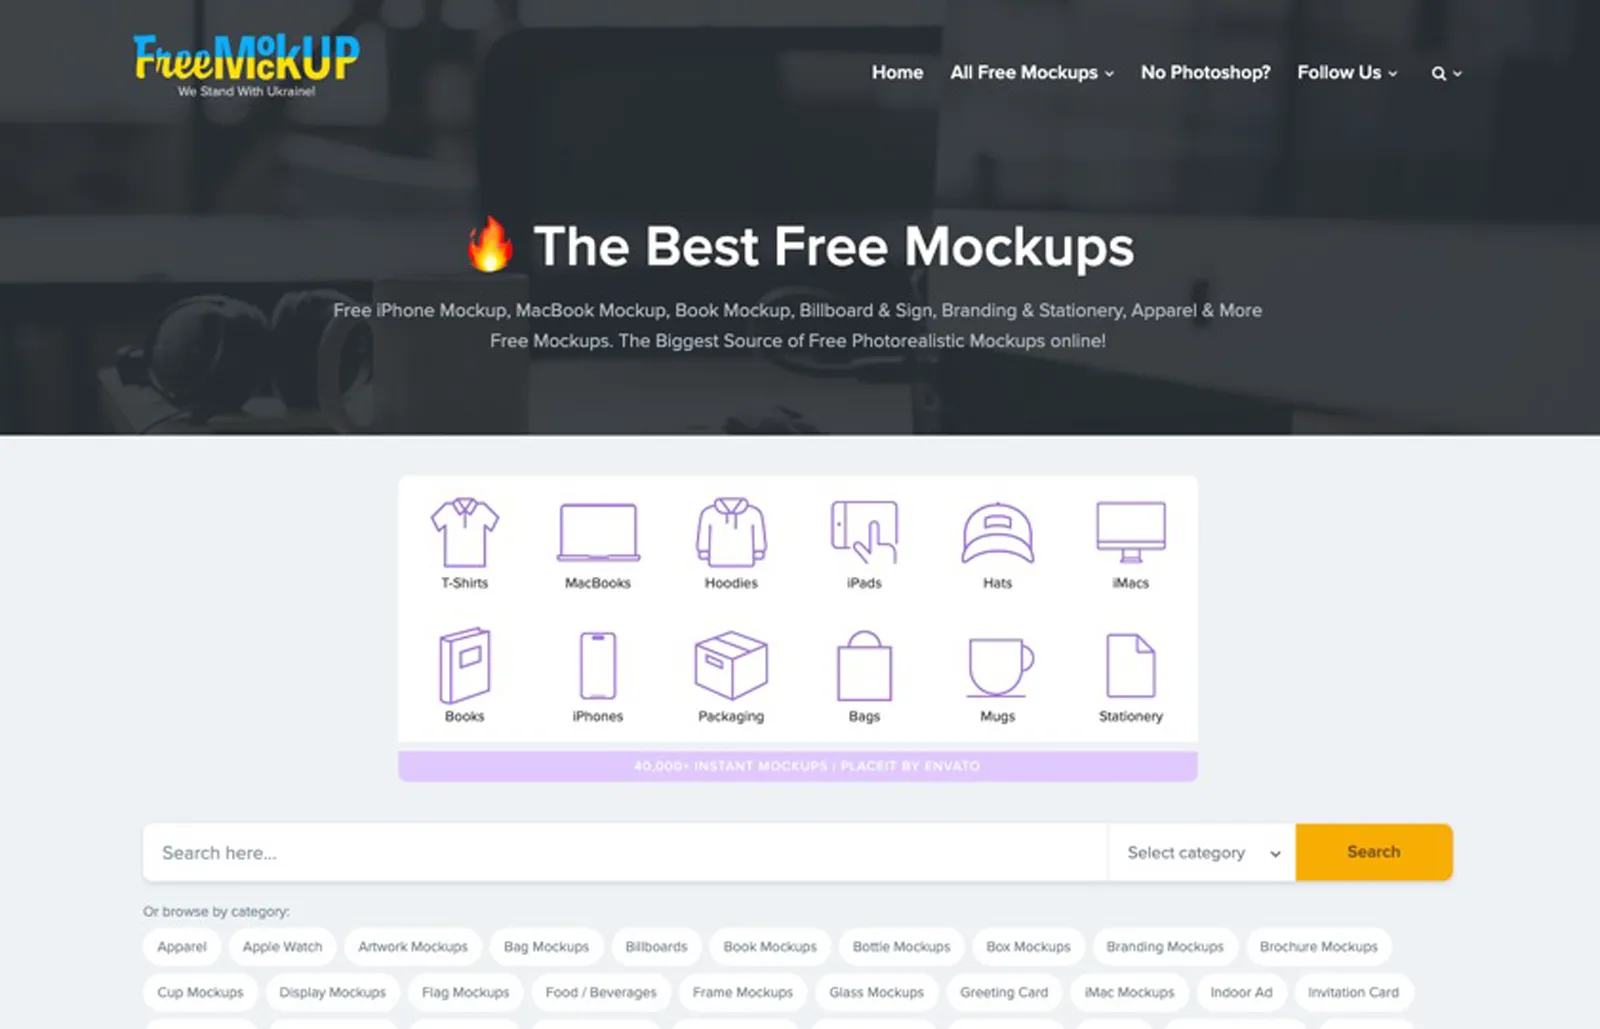 FreeMockUP
We Stand With Ukraine!
Home All Free Mockups No Photoshop? Follow Us
🔥 The Best Free Mockups
Free iPhone Mockup, MacBook Mockup, Book Mockup, Billboard & Sign, Branding & Stationery, Apparel & More
Free Mockups. The Biggest Source of Free Photorealistic Mockups online!
T-Shirts MacBooks Hoodies iPads Hats iMacs
Books iPhones Packaging Bags Mugs Stationery
40,000+ INSTANT MOCKUPS | PLACEIT BY ENVATO
Search here... Select category Search
Or browse by category:
Apparel Apple Watch Artwork Mockups Bag Mockups Billboards Book Mockups Bottle Mockups Box Mockups Branding Mockups Brochure Mockups
Cup Mockups Display Mockups Flag Mockups Food / Beverages Frame Mockups Glass Mockups Greeting Card iMac Mockups Indoor Ad Invitation Card